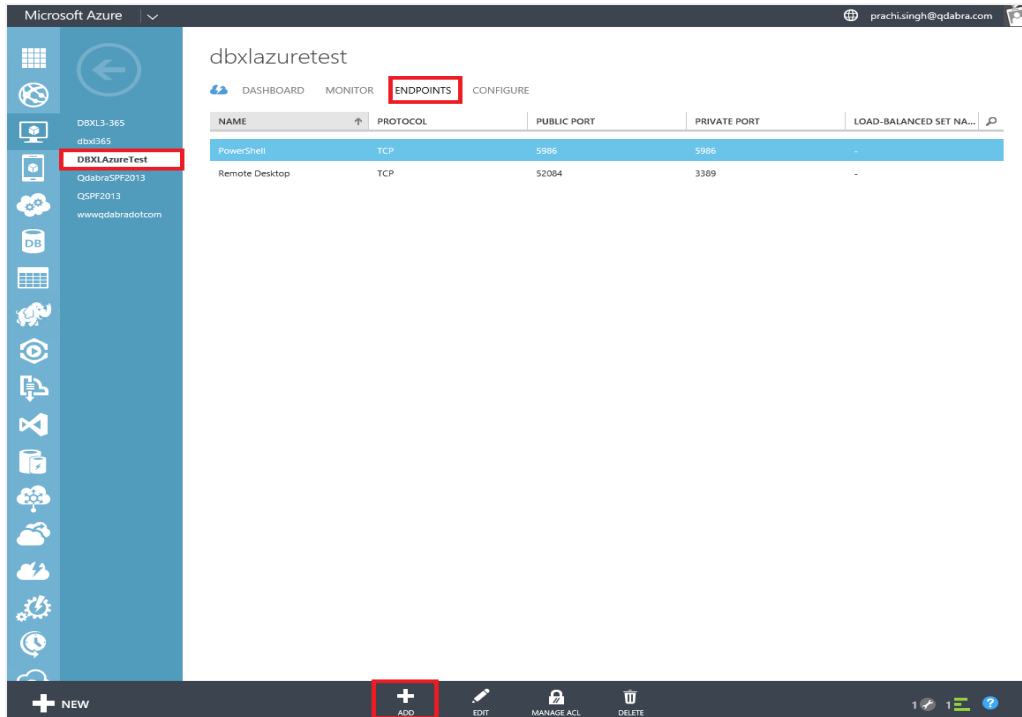 Microsoft Azure
prachi.singh@qdabra.com
DBXL3-365
dbxl365
DBXLAzureTest
QdabraSPF2013
QSPF2013
wwwqdabradotcom
DB
dbxlazuretest
DASHBOARD MONITOR ENDPOINTS CONFIGURE
NAME PROTOCOL PUBLIC PORT PRIVATE PORT LOAD-BALANCED SET NA...
PowerShell TCP 5986 5986 -
Remote Desktop TCP 52084 3389 -
NEW ADD EDIT MANAGE ACL DELETE 1 1 ?